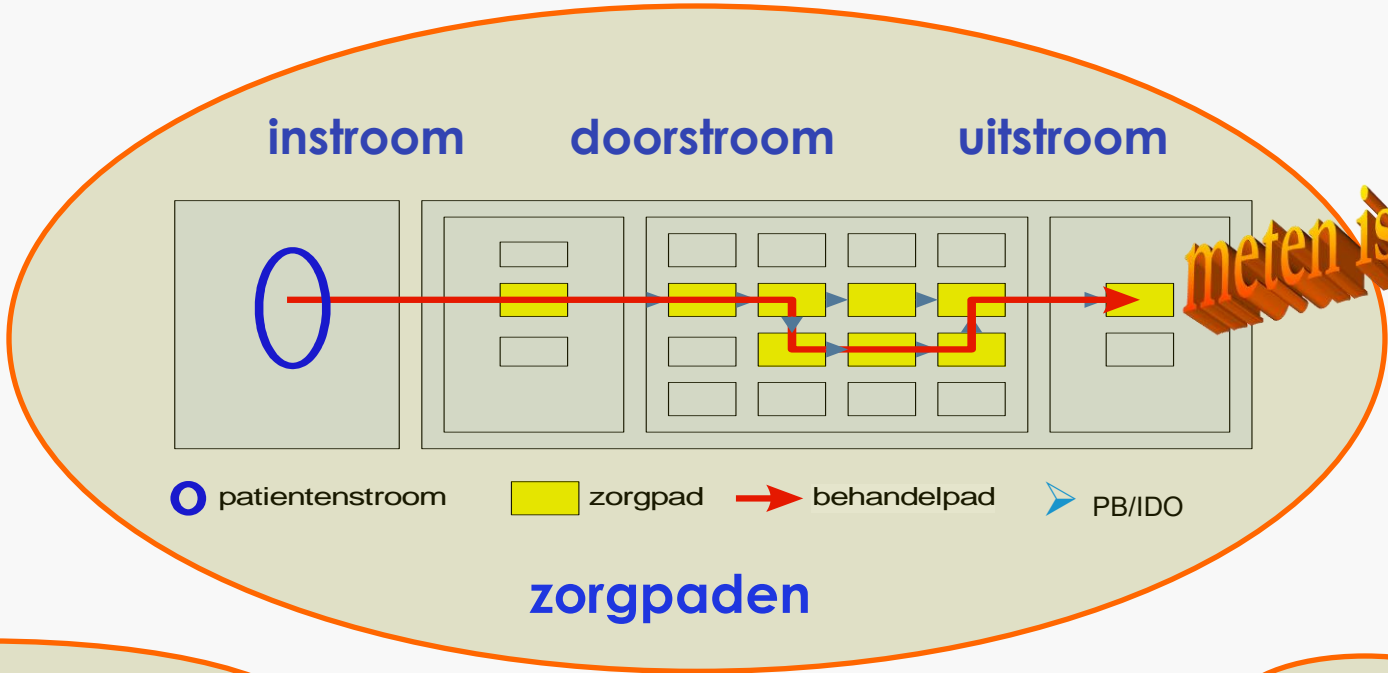 instroom doorstroom uitstroom
meten is
patientenstroom zorgpad behandelpad PB/IDO
zorgpaden